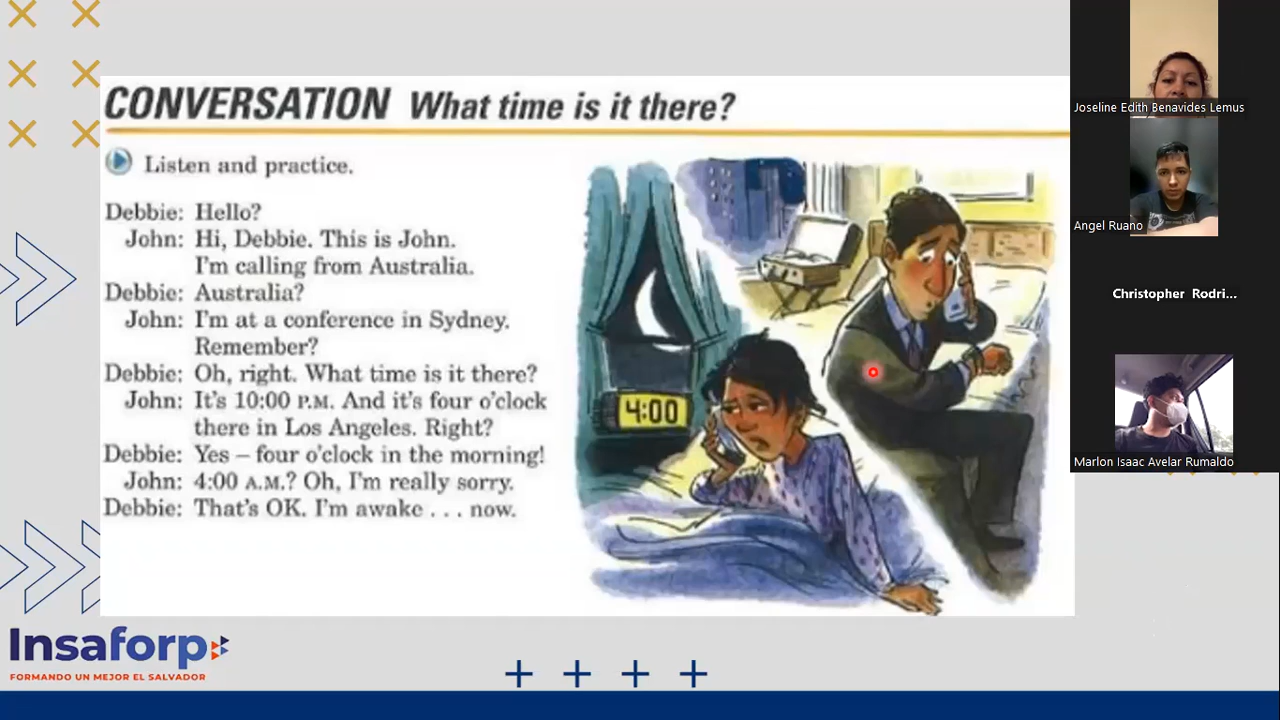 CONVERSATION What time is it there?
Listen and practice.
Debbie: Hello?
John: Hi, Debbie. This is John.
I'm calling from Australia.
Debbie: Australia?
John: I'm at a conference in Sydney.
Remember?
Debbie: Oh, right. What time is it there?
John: It's 10:00 P.M. And it's four o'clock
there in Los Angeles. Right?
Debbie: Yes – four o'clock in the morning!
John: 4:00 A.M.? Oh, I'm really sorry.
Debbie: That's OK. I'm awake . . . now.
4:00
Insaforp
FORMANDO UN MEJOR EL SALVADOR
Joseline Edith Benavides Lemus
Angel Ruano
Christopher Rodri...
Marlon Isaac Avelar Rumaldo